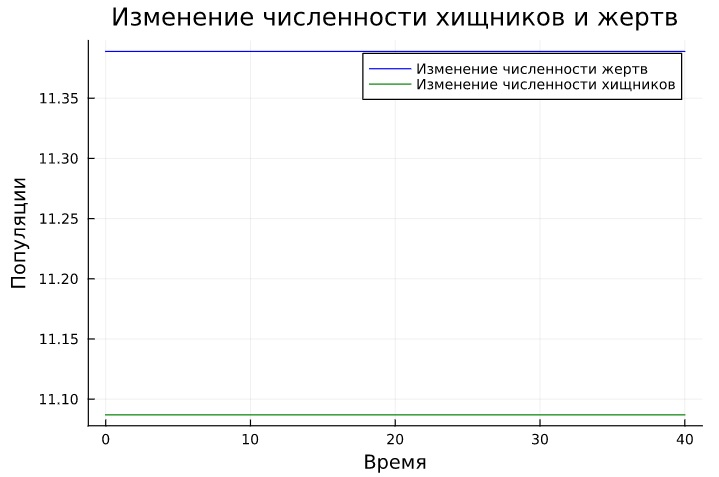 Изменение численности хищников и жертв
Изменение численности жертв
Изменение численности хищников
Популяции
11.35
11.30
11.25
11.20
11.15
11.10
0 10 20 30 40
Время